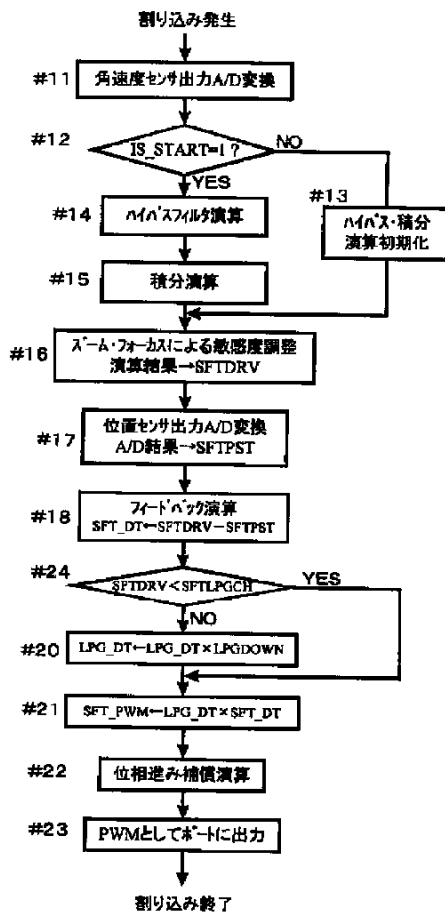 割り込み発生
#11
角速度センサ出力A/D変換
#12
IS_START=1?
NO
YES
#13
ハイパス・積分
演算初期化
#14
ハイパスフィルタ演算
#15
積分演算
#16
ズーム・フォーカスによる敏感度調整
演算結果→SFTDRV
#17
位置センサ出力A/D変換
A/D結果→SFTPST
#18
フィードバック演算
SFT_DT←SFTDRV−SFTPST
#24
SFTDRV<SFTLPGCH
YES
NO
#20
LPG_DT←LPG_DT×LPGDOWN
#21
SFT_PWM←LPG_DT×SFT_DT
#22
位相進み補償演算
#23
PWMとしてポートに出力
割り込み終了